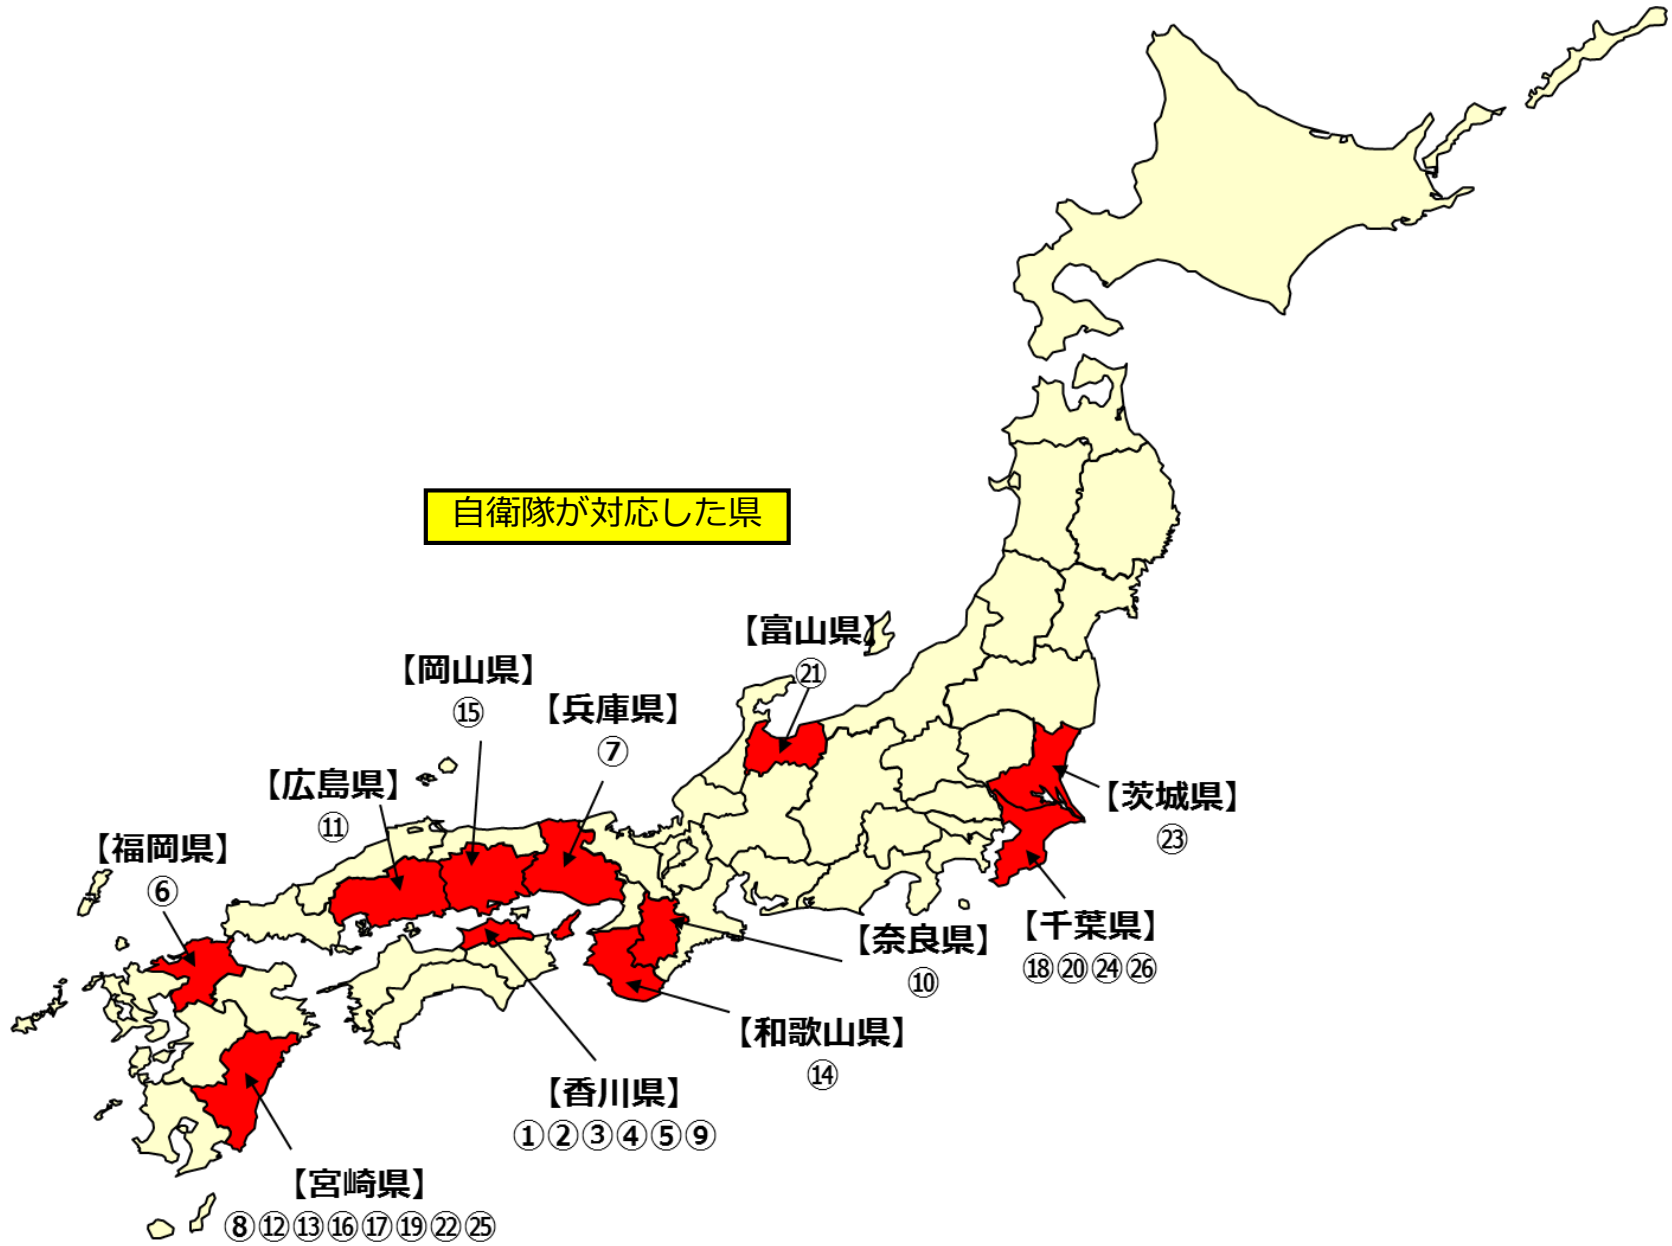 自衛隊が対応した県
【富山県】
㉑
【岡山県】
⑮
【兵庫県】
⑦
【広島県】
⑪
【茨城県】
㉓
【福岡県】
⑥
【千葉県】
⑱⑳㉔㉖
【奈良県】
⑩
【和歌山県】
⑭
【香川県】
①②③④⑤⑨
【宮崎県】
⑧⑫⑬⑯⑰⑲㉒㉕